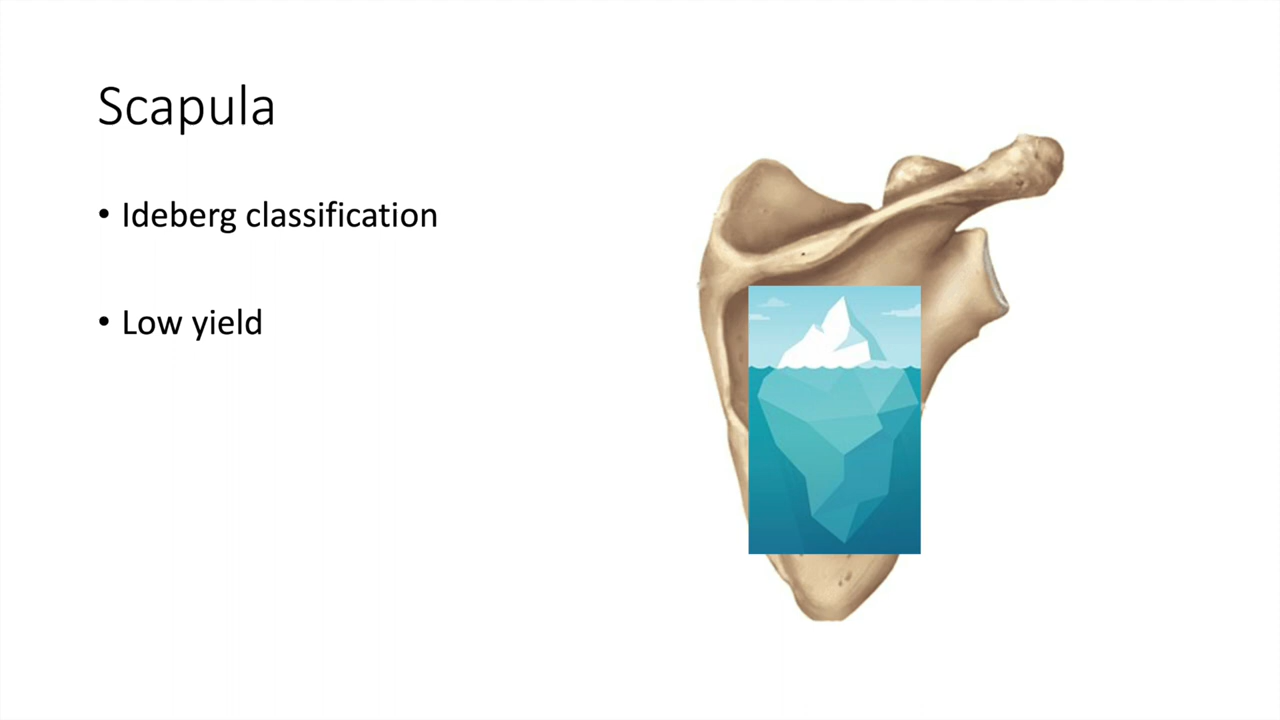 Scapula
• Ideberg classification
• Low yield